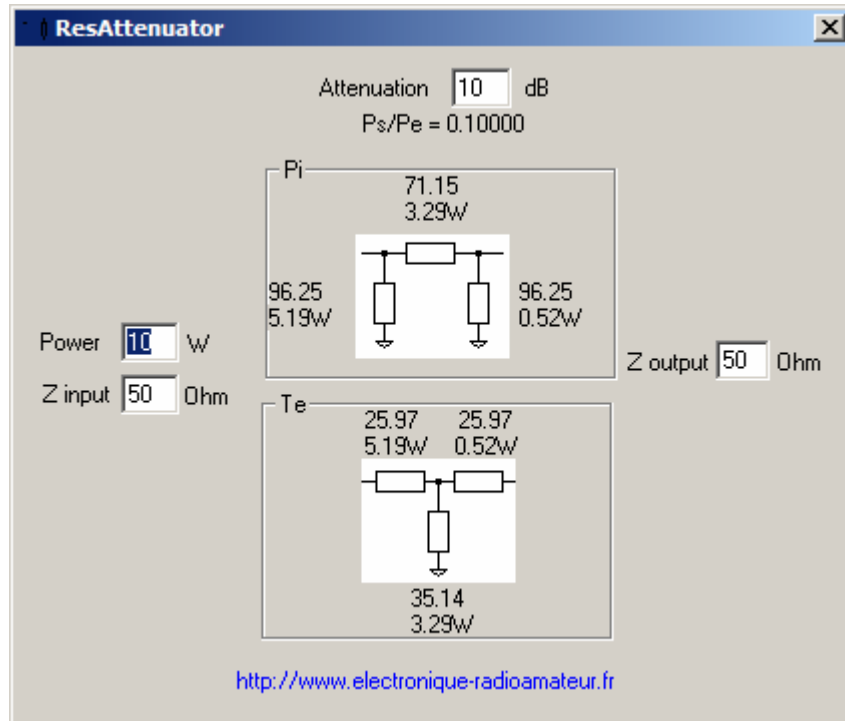 ResAttenuator
Attenuation 10 dB
Ps/Pe = 0.10000
Pi
71.15
3.29W
96.25 96.25
5.19W 0.52W
Power 10 W
Z input 50 Ohm
Z output 50 Ohm
Te
25.97 25.97
5.19W 0.52W
35.14
3.29W
http://www.electronique-radioamateur.fr